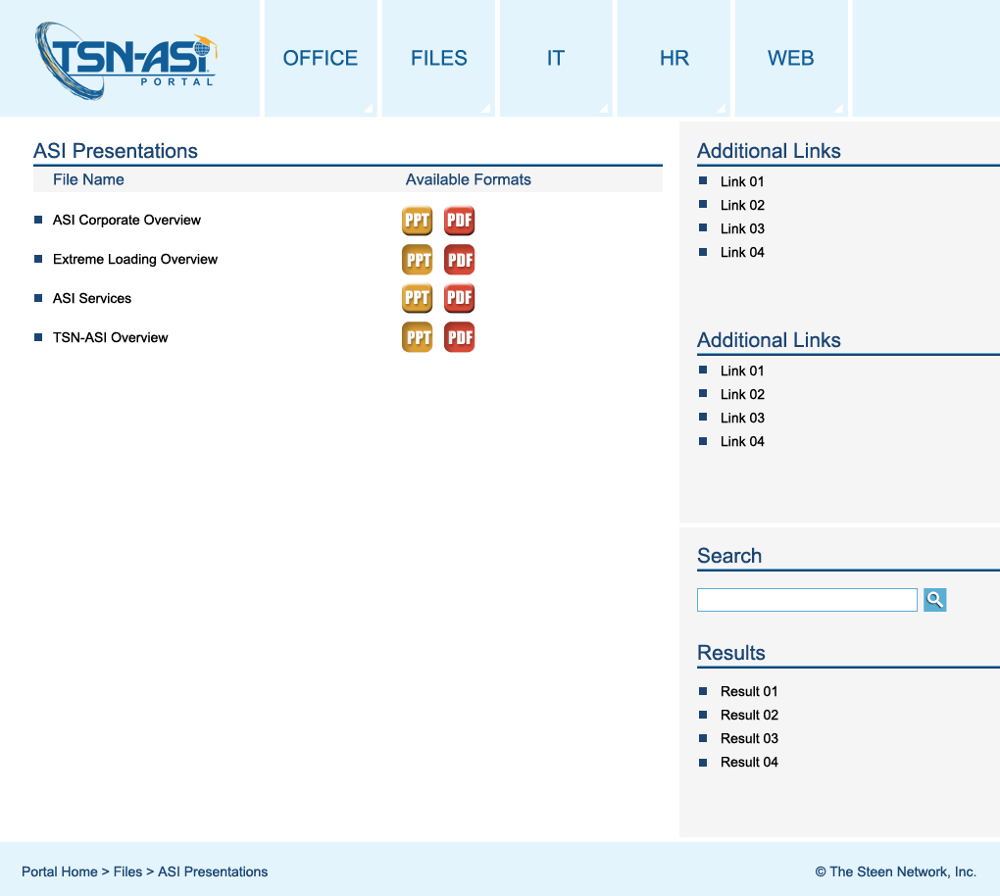 TSN-ASI
PORTAL
OFFICE
FILES
IT
HR
WEB
ASI Presentations
File Name Available Formats
ASI Corporate Overview PPT PDF
Extreme Loading Overview PPT PDF
ASI Services PPT PDF
TSN-ASI Overview PPT PDF
Additional Links
Link 01
Link 02
Link 03
Link 04
Additional Links
Link 01
Link 02
Link 03
Link 04
Search
Results
Result 01
Result 02
Result 03
Result 04
Portal Home > Files > ASI Presentations
© The Steen Network, Inc.